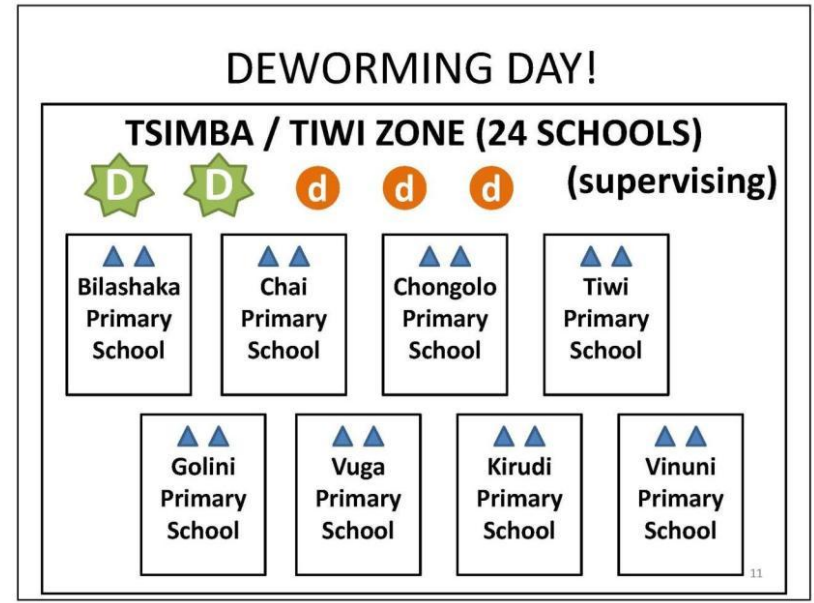 DEWORMING DAY!
TSIMBA / TIWI ZONE (24 SCHOOLS)
D D d d d (supervising)
Bilashaka
Primary
School
Chai
Primary
School
Chongolo
Primary
School
Tiwi
Primary
School
Golini
Primary
School
Vuga
Primary
School
Kirudi
Primary
School
Vinuni
Primary
School
11